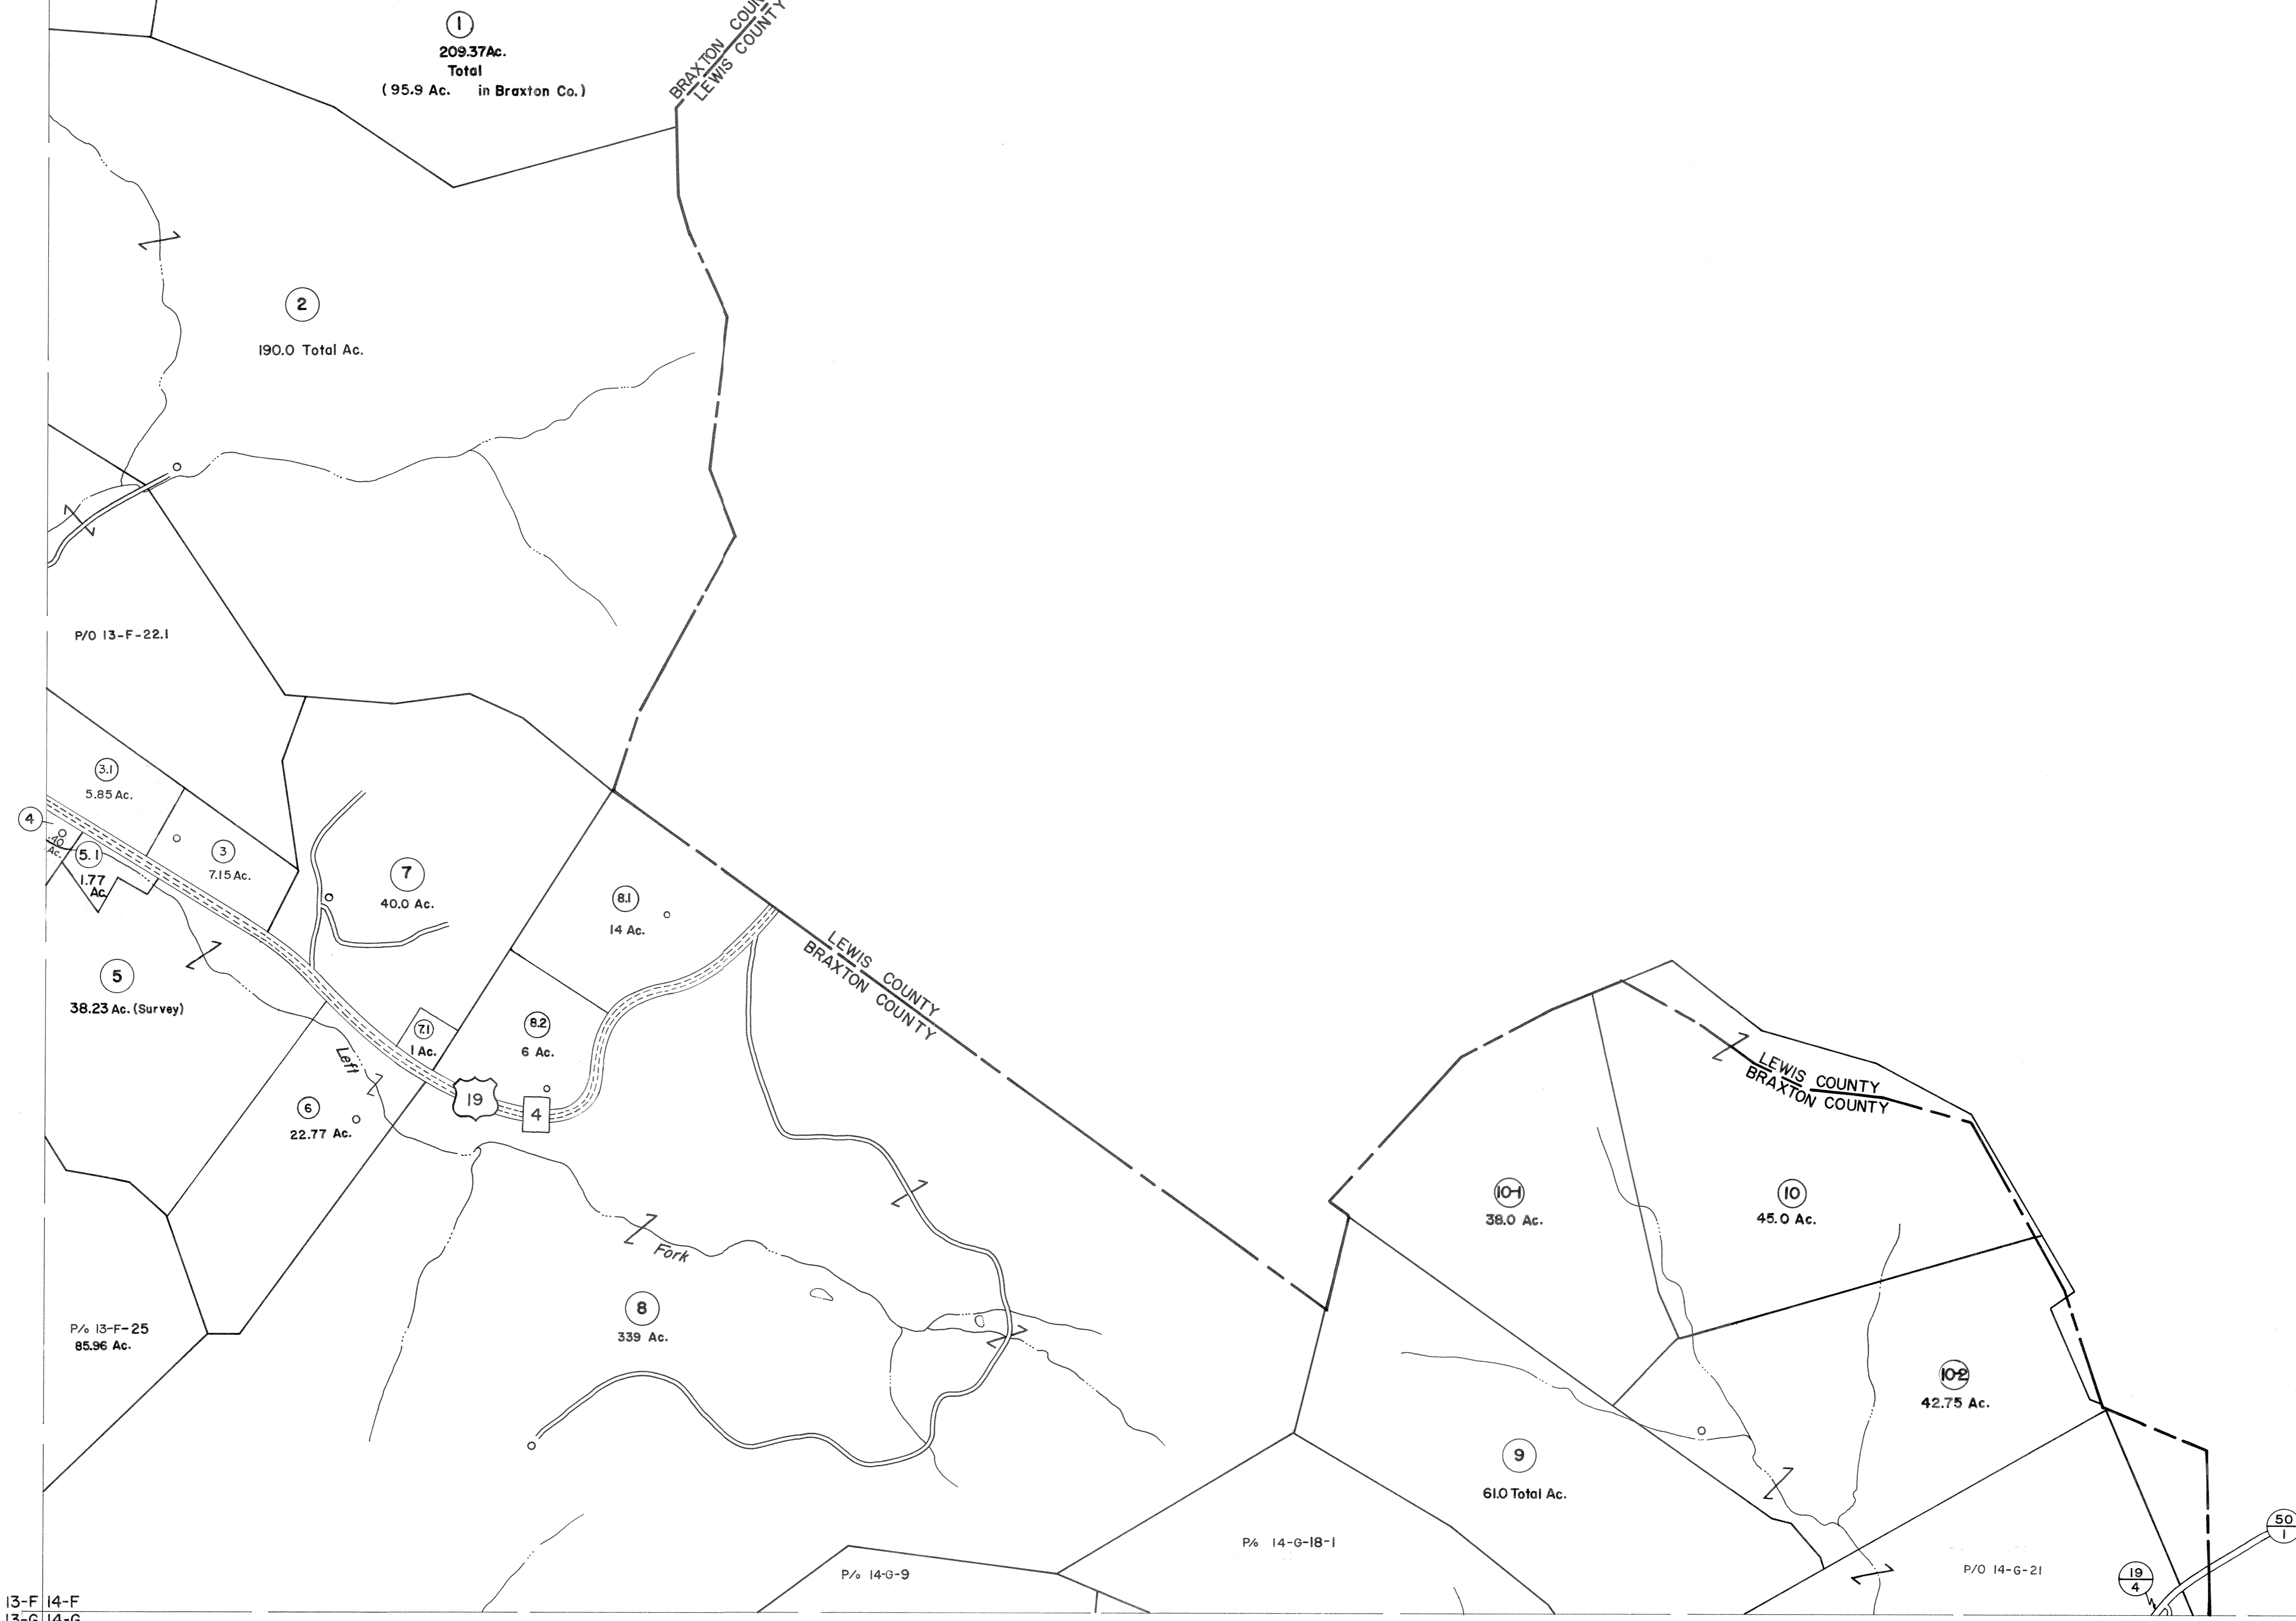 1
209.37Ac.
Total
(95.9 Ac. in Braxton Co.)
BRAXTON COUN
LEWIS COUNTY
2
190.0 Total Ac.
P/O 13-F-22.1
3.1
5.85 Ac.
4
.40
Ac.
5.1
1.77
Ac.
3
7.15 Ac.
7
40.0 Ac.
8.1
14 Ac.
LEWIS COUNTY
BRAXTON COUNTY
5
38.23 Ac. (Survey)
7.1
1 Ac.
8.2
6 Ac.
Left
19
4
6
22.77 Ac.
LEWIS COUNTY
BRAXTON COUNTY
10-1
38.0 Ac.
10
45.0 Ac.
Fork
8
339 Ac.
P/o 13-F-25
85.96 Ac.
10-2
42.75 Ac.
9
61.0 Total Ac.
P/o 14-G-18-1
P/o 14-G-9
P/O 14-G-21
50
1
19
4
13-F 14-F
13-G 14-G